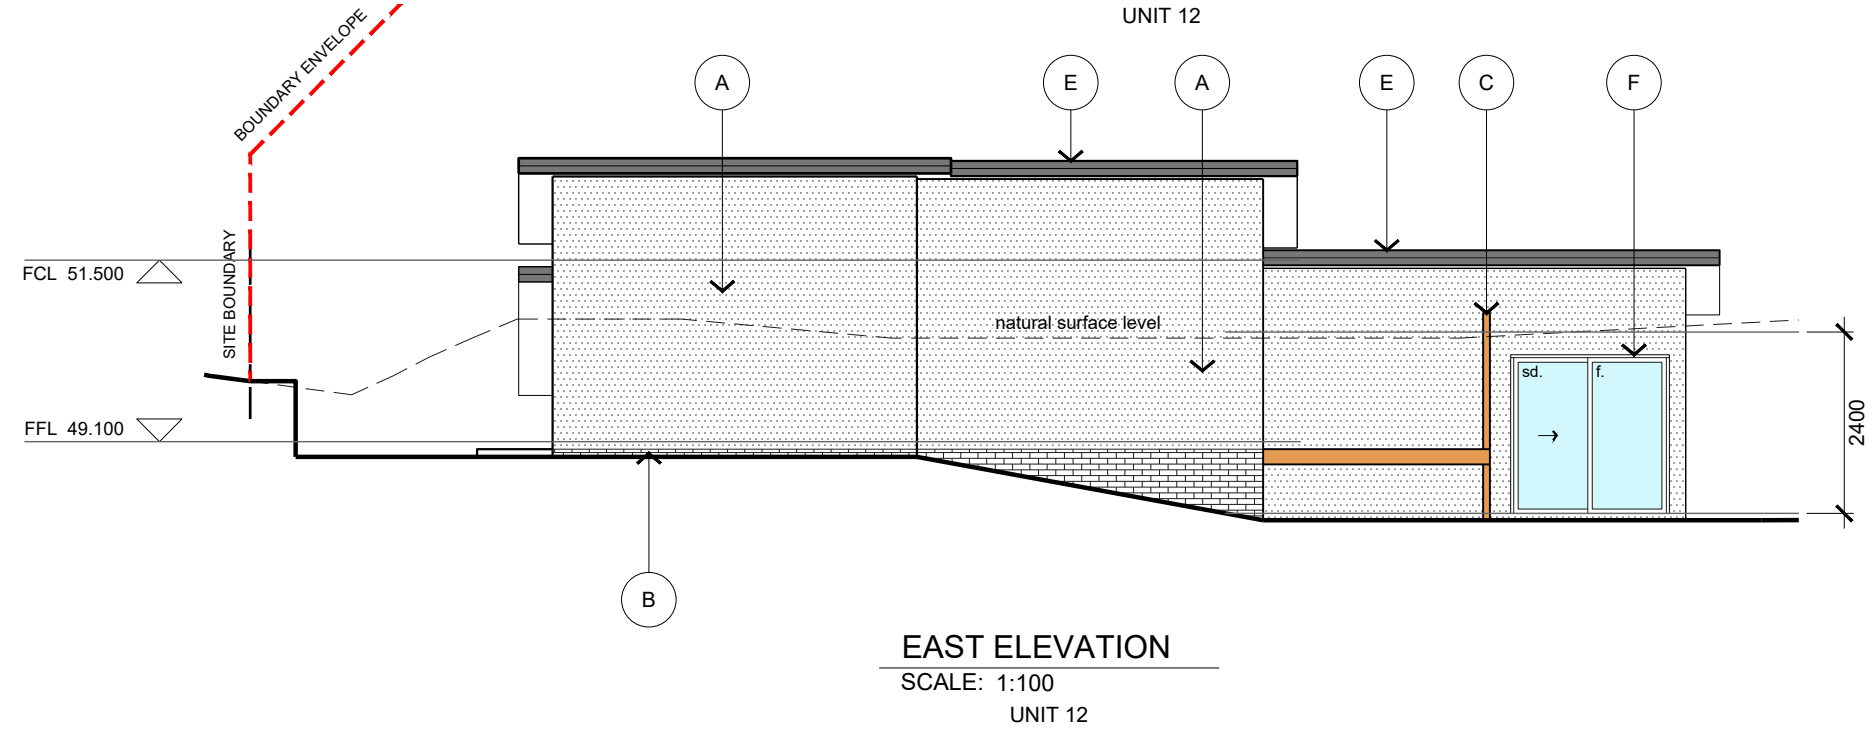 UNIT 12
BOUNDARY ENVELOPE
A
E
A
E
C
F
SITE BOUNDARY
FCL 51.500
natural surface level
sd.
f.
FFL 49.100
2400
B
EAST ELEVATION
SCALE: 1:100
UNIT 12